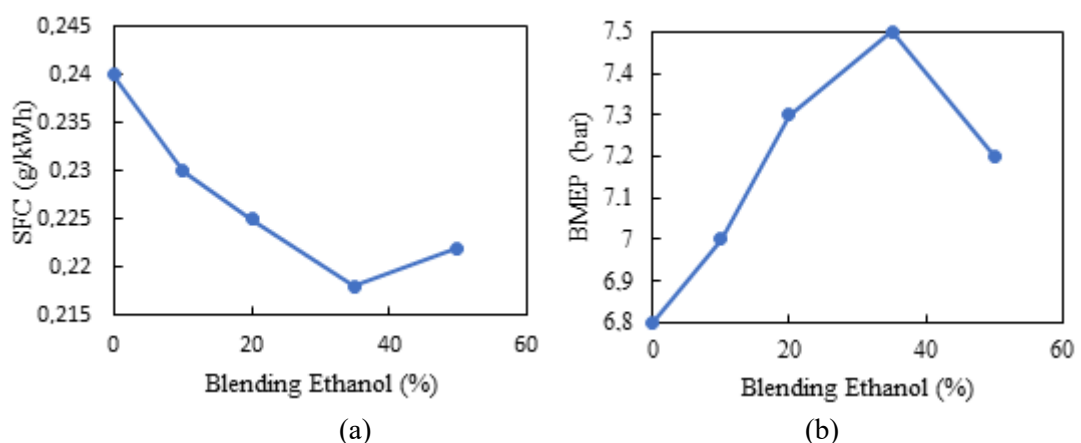 0,245
0,24
0,235
0,23
0,225
0,22
0,215
SFC (g/kWh)
0 20 40 60
Blending Ethanol (%)
(a)
7,5
7,4
7,3
7,2
7,1
7
6,9
6,8
BMEP (bar)
0 20 40 60
Blending Ethanol (%)
(b)